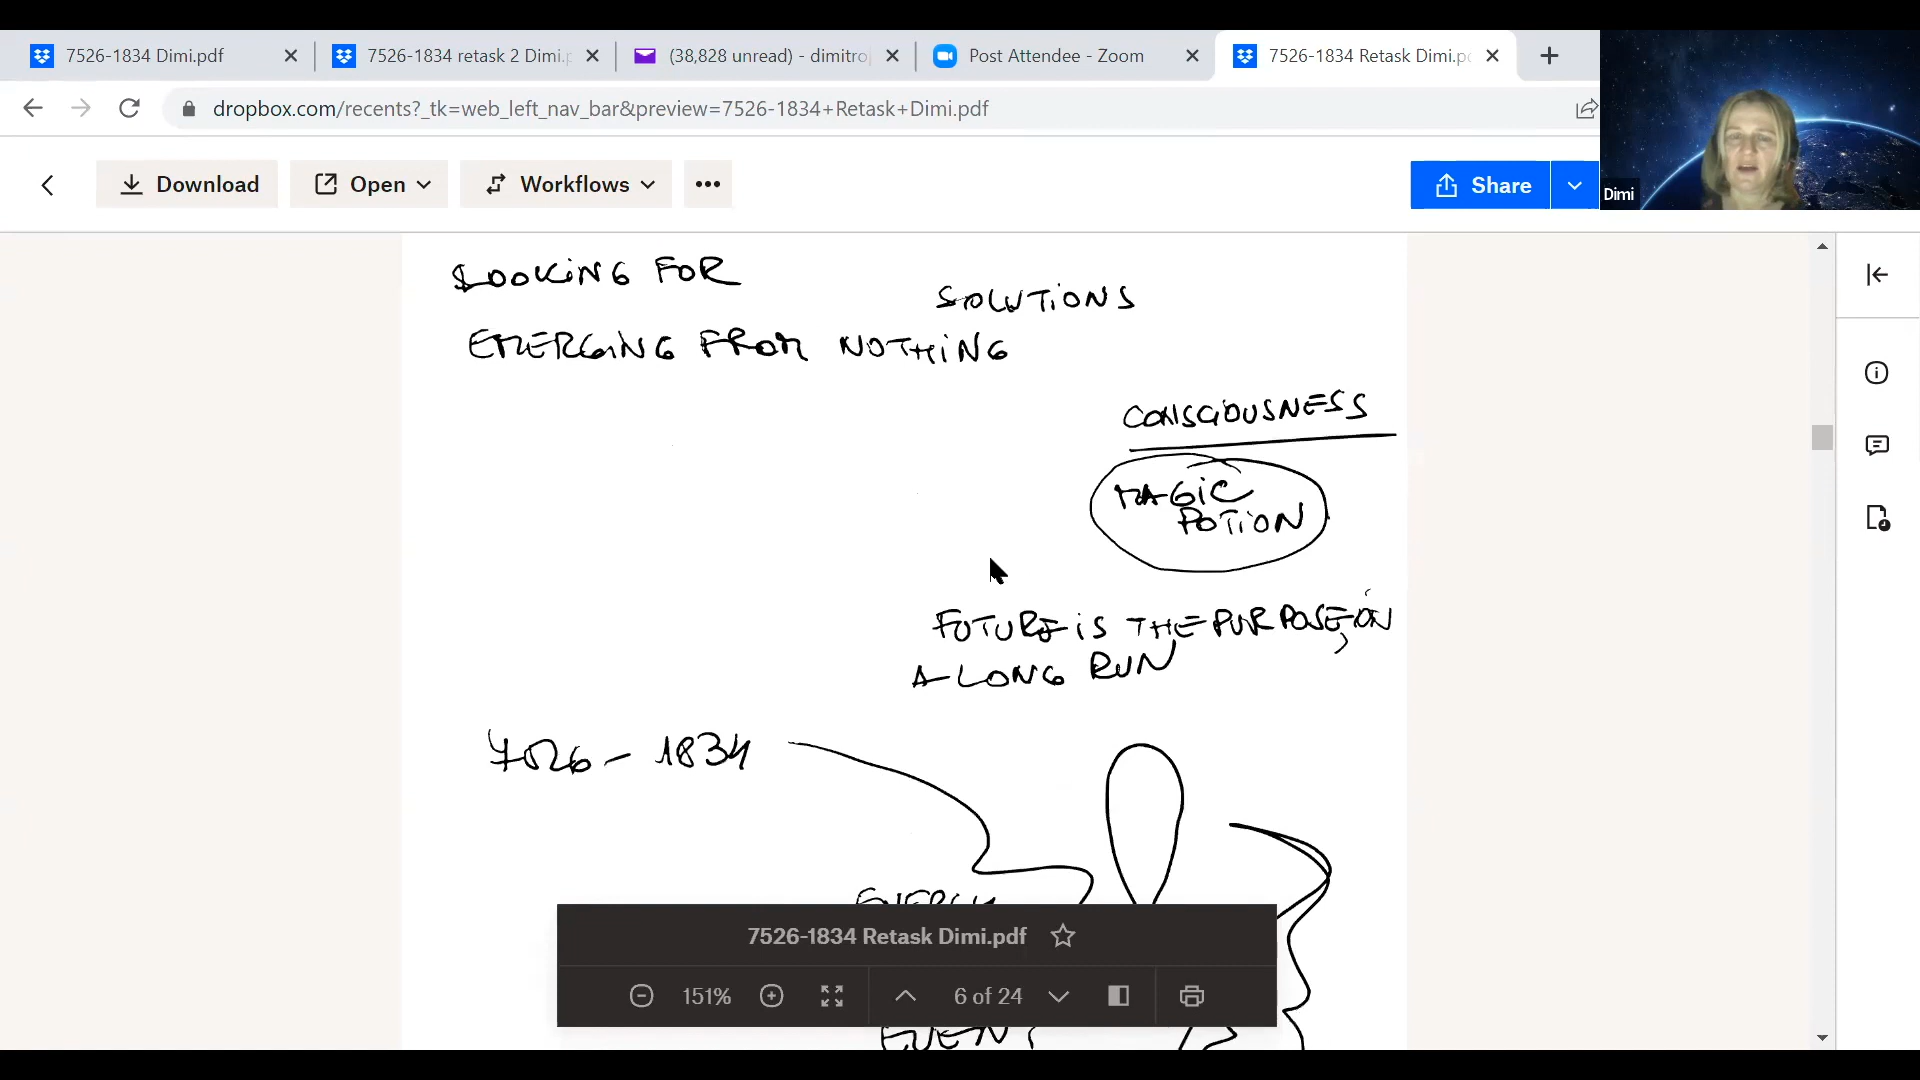 7526-1834 Dimi.pdf
7526-1834 retask 2 Dimi.p
(38,828 unread) - dimitro
Post Attendee - Zoom
7526-1834 Retask Dimi.pd
dropbox.com/recents?_tk=web_left_nav_bar&preview=7526-1834+Retask+Dimi.pdf
Download
Open
Workflows
Share
Dimi
LOOKING FOR
SOLUTIONS
EMERGING FROM NOTHING
CONSCIOUSNESS
MAGIC
POTION
FUTURE IS THE PURPOSE, ON
A LONG RUN
7526 - 1834
ENERGY
7526-1834 Retask Dimi.pdf
151%
6 of 24
EVENT